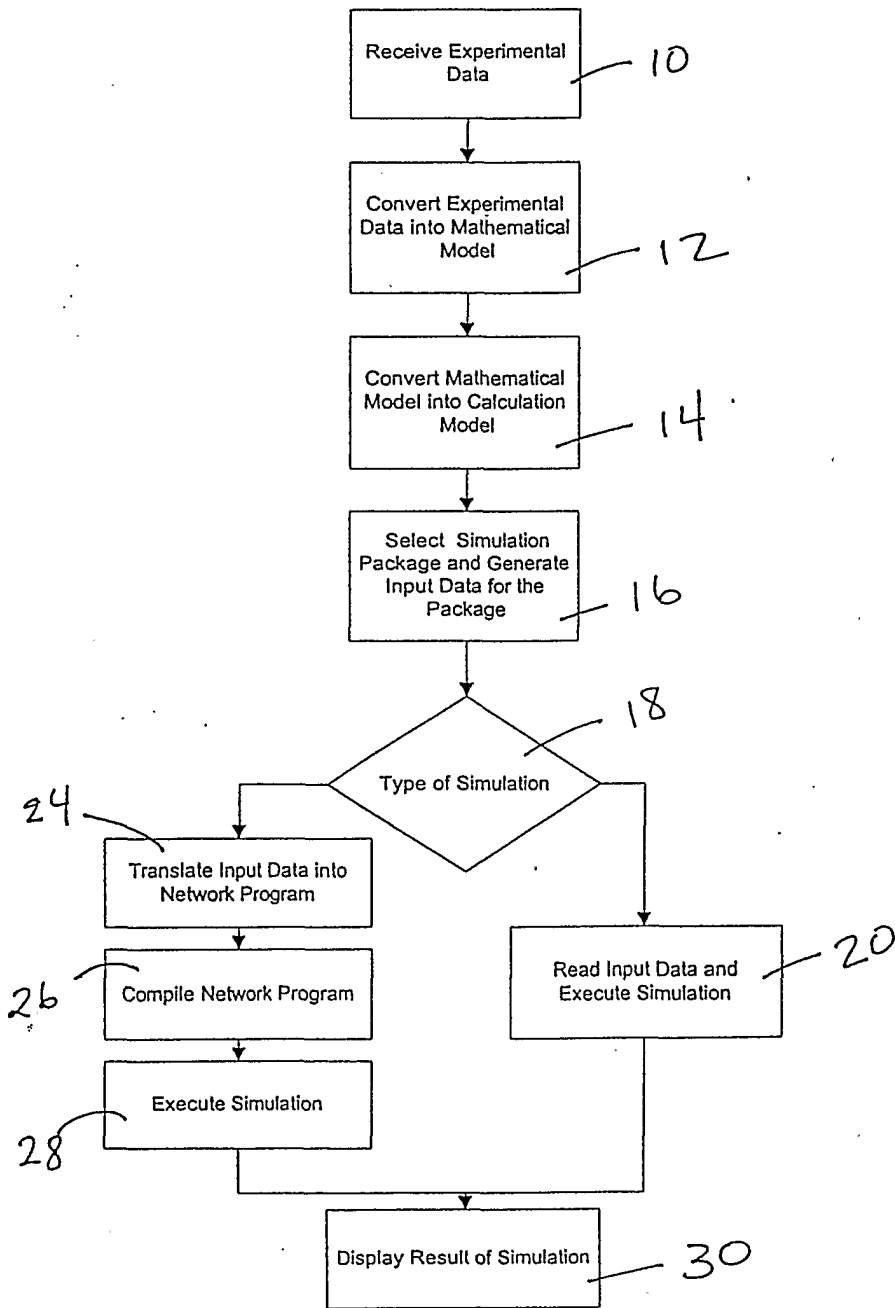 Receive Experimental
Data
10
Convert Experimental
Data into Mathematical
Model
12
Convert Mathematical
Model into Calculation
Model
14
Select Simulation
Package and Generate
Input Data for the
Package
16
18
Type of Simulation
24
Translate Input Data into
Network Program
26
Compile Network Program
20
Read Input Data and
Execute Simulation
28
Execute Simulation
Display Result of Simulation
30